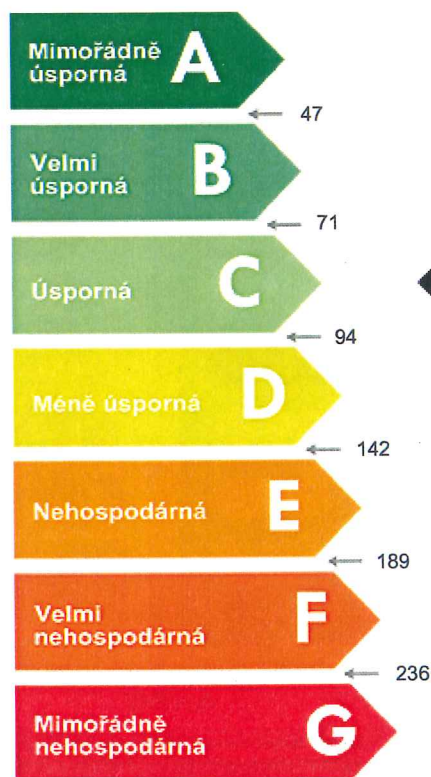 Mimořádně
úsporná
A
47
Velmi
úsporná
B
71
Úsporná
C
94
Méně úsporná
D
142
Nehospodárná
E
189
Velmi
nehospodárná
F
236
Mimořádně
nehospodárná
G